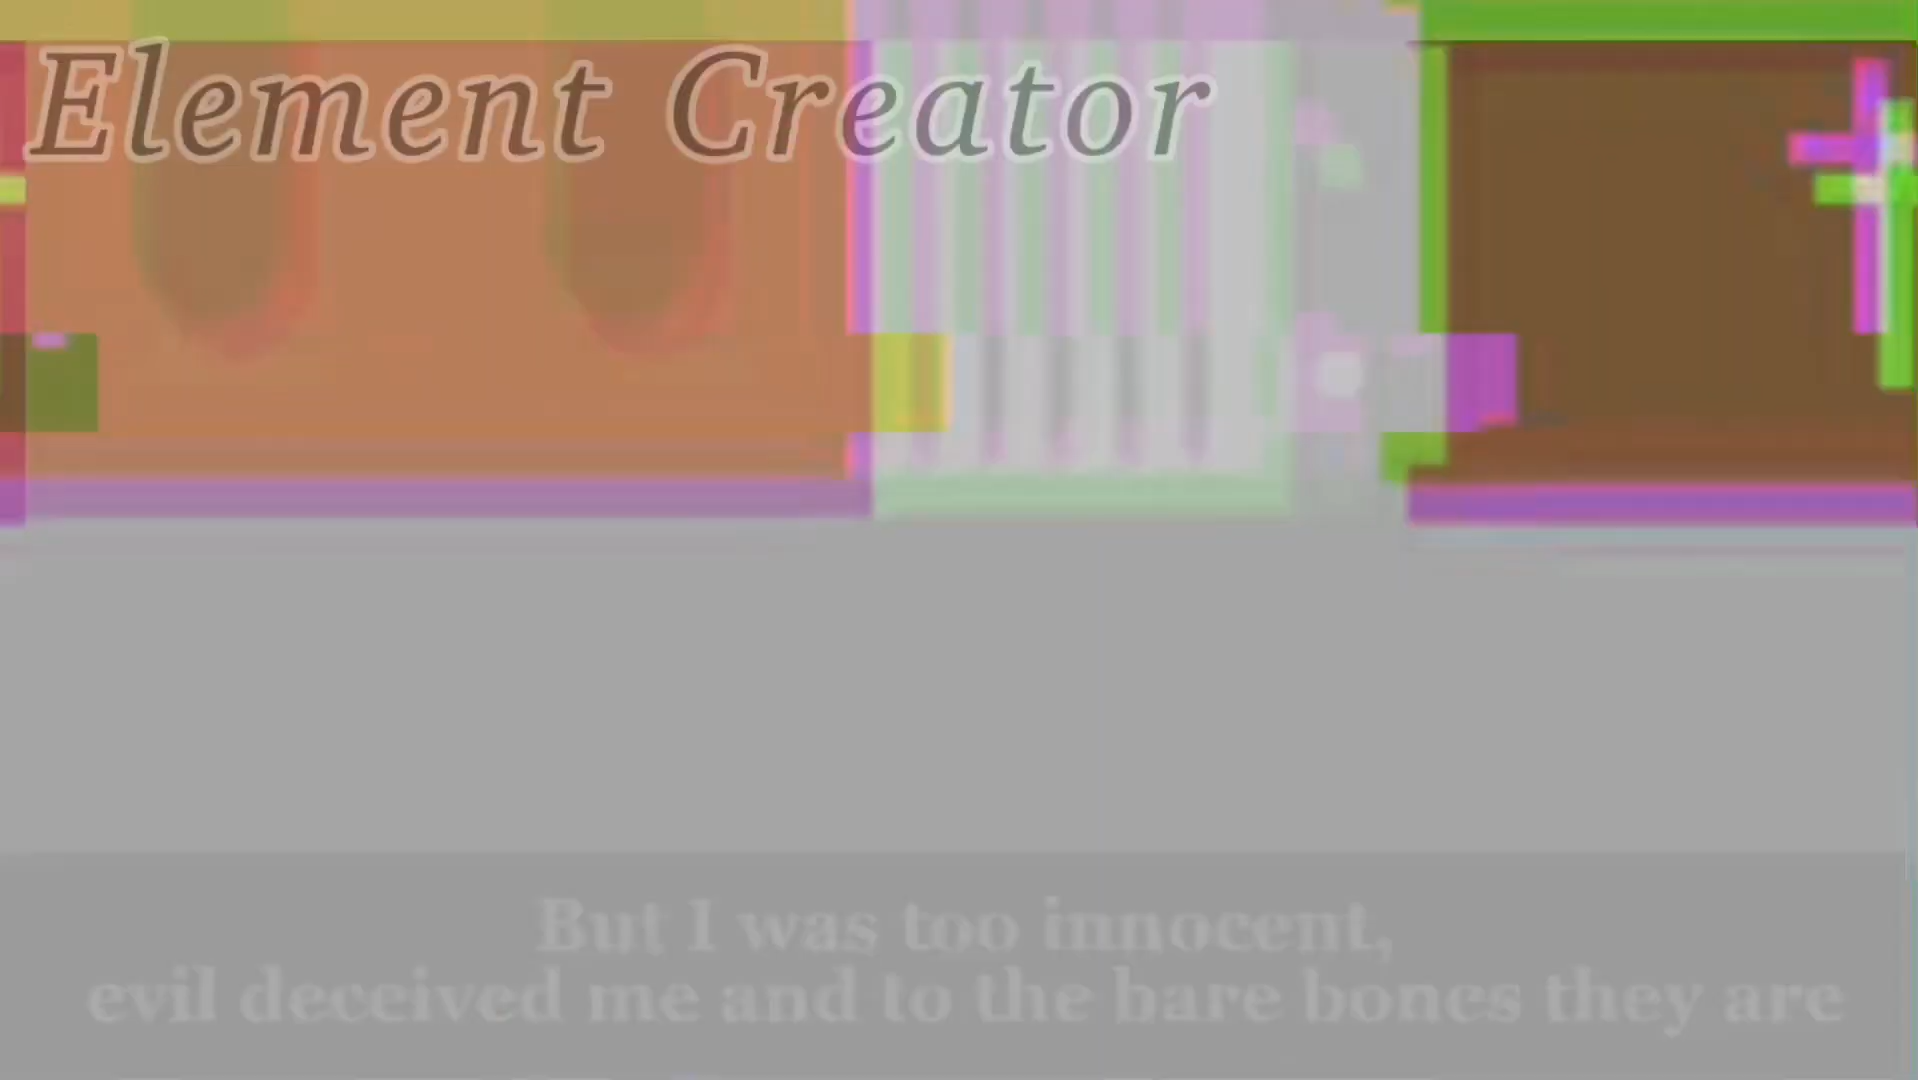 Element Creator
But I was too innocent,
evil deceived me and to the bare bones they are